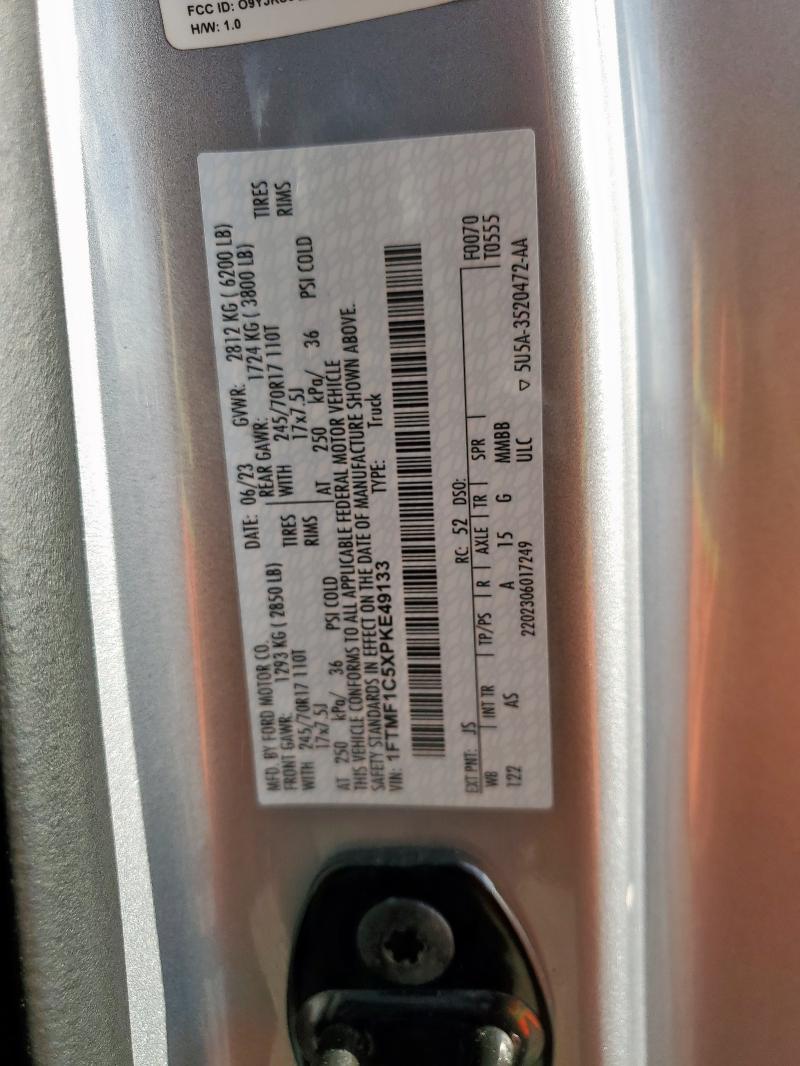 FCC ID:
H/W: 1.0
MFD. BY FORD MOTOR CO. DATE: 06/23 GVWR: 2812 KG ( 6200 LB)
FRONT GAWR: 1293 KG ( 2850 LB) REAR GAWR: 1724 KG ( 3800 LB)
WITH 245/70R17 110T TIRES WITH 245/70R17 110T TIRES
17x7.5J RIMS 17x7.5J RIMS
AT 250 kPa/ 36 PSI COLD AT 250 kPa/ 36 PSI COLD
THIS VEHICLE CONFORMS TO ALL APPLICABLE FEDERAL MOTOR VEHICLE
SAFETY STANDARDS IN EFFECT ON THE DATE OF MANUFACTURE SHOWN ABOVE.
VIN: 1FTMF1C5XPKE49133 TYPE: Truck
EXT PNT: JS RC: 52 DSO: F0070
WB INT TR TP/PS R AXLE TR SPR T0555
122 AS A 15 G MMBB
2202306017249 ULC ▽ 5U5A-3520472-AA